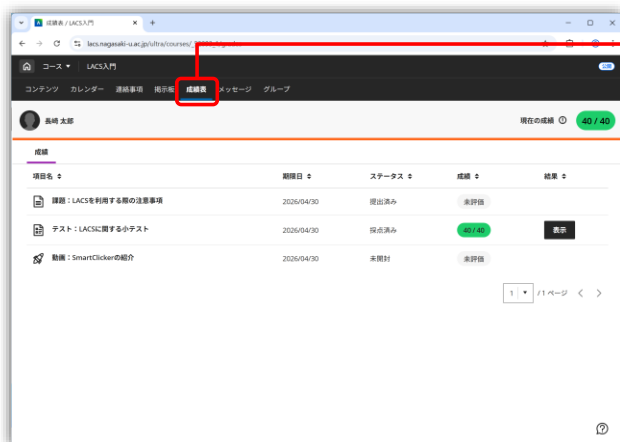 成績表 / LACS入門
コース LACS入門 公開
コンテンツ カレンダー 連絡事項 掲示板 成績表 メッセージ グループ
長崎 太郎 現在の成績 40 / 40
成績
項目名 期限日 ステータス 成績 結果
課題：LACSを利用する際の注意事項 2026/04/30 提出済み 未評価
テスト：LACSに関する小テスト 2026/04/30 採点済み 40 / 40 表示
動画：SmartClickerの紹介 2026/04/30 未開封 未評価
1 / 1 ページ